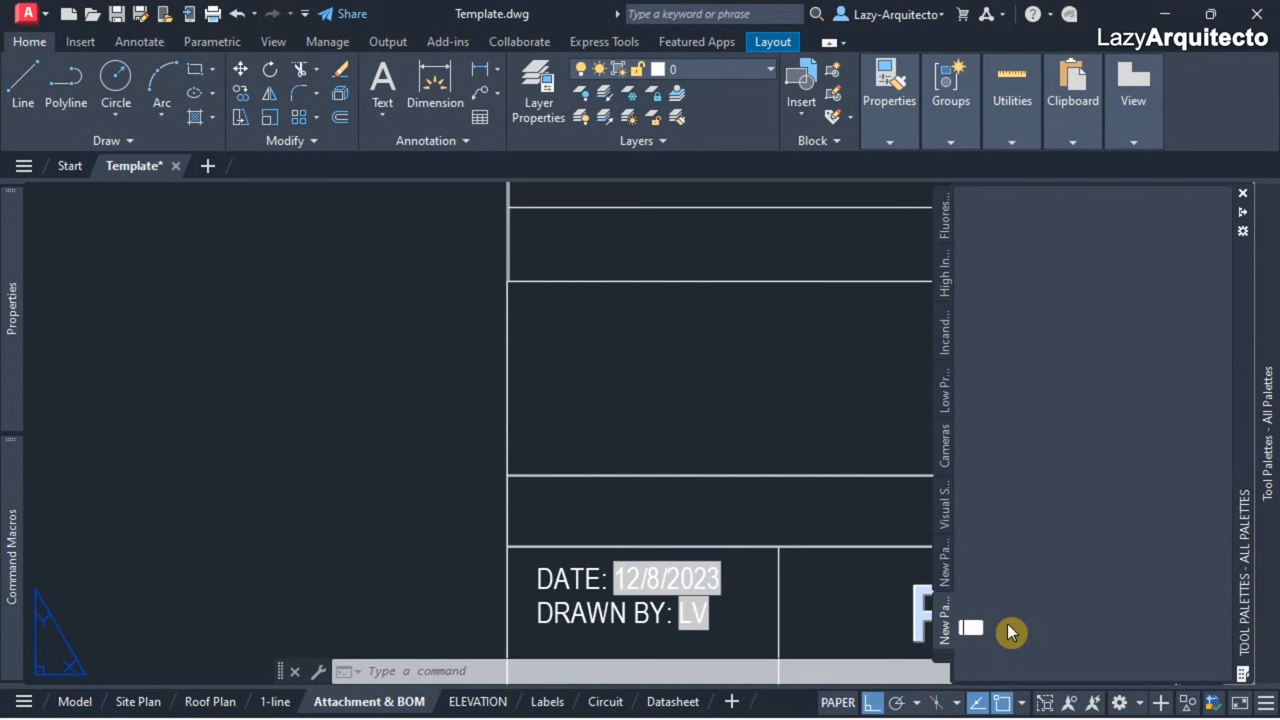 Share
Template.dwg
Type a keyword or phrase
Lazy-Arquitecto
LazyArquitecto
Home
Insert
Annotate
Parametric
View
Manage
Output
Add-ins
Collaborate
Express Tools
Featured Apps
Layout
0
Line
Polyline
Circle
Arc
Text
Dimension
Layer
Properties
Insert
Properties
Groups
Utilities
Clipboard
View
Draw
Modify
Annotation
Layers
Block
Start
Template*
Properties
Command Macros
Fluores...
High In...
Incand...
Low Pr...
Cameras
Visual S...
New Pa...
New Pa...
TOOL PALETTES - ALL PALETTES
Tool Palettes - All Palettes
DATE: 12/8/2023
DRAWN BY: LV
Type a command
Model
Site Plan
Roof Plan
1-line
Attachment & BOM
ELEVATION
Labels
Circuit
Datasheet
PAPER